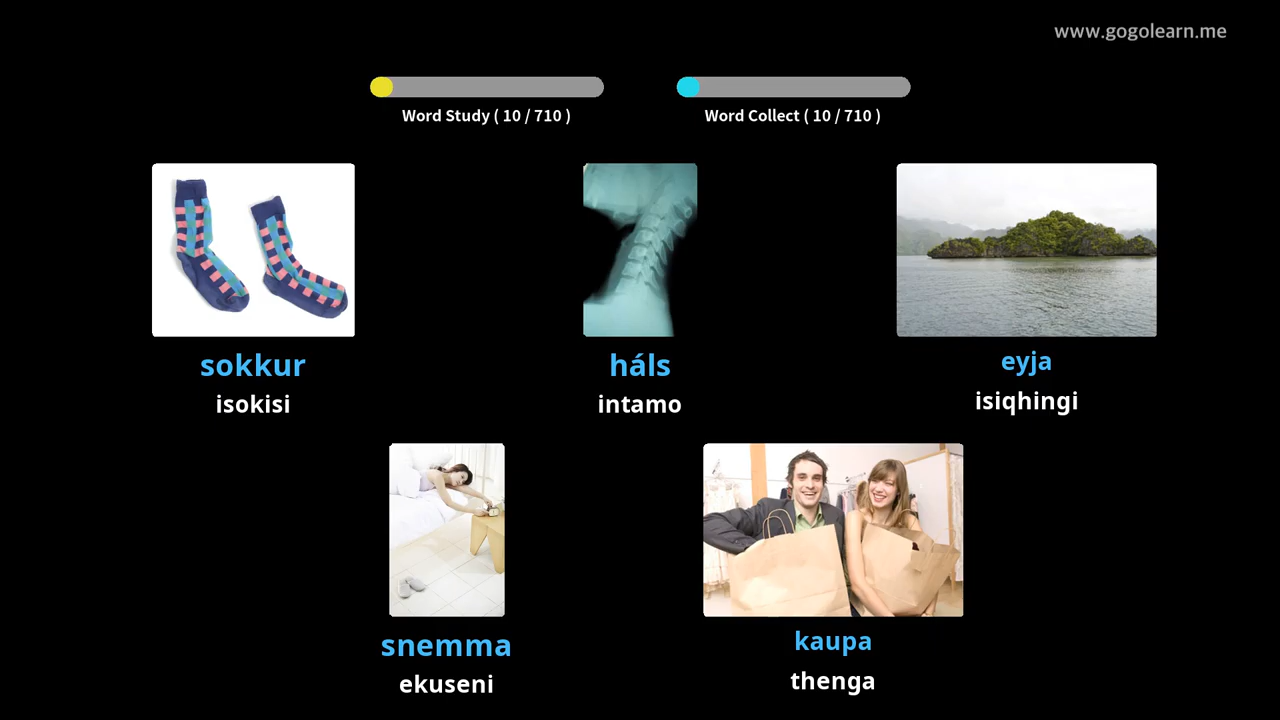 www.gogolearn.me
Word Study ( 10 / 710 )
Word Collect ( 10 / 710 )
sokkur
isokisi
háls
intamo
eyja
isiqhingi
snemma
ekuseni
kaupa
thenga